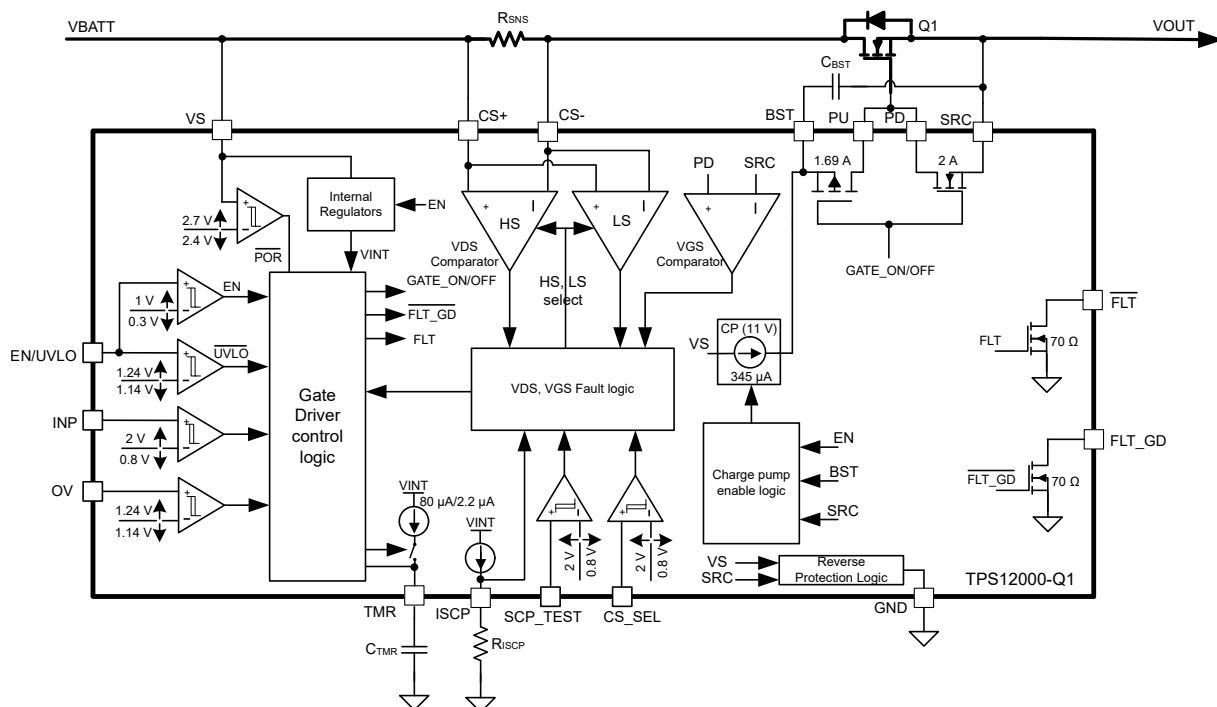 VBATT
RSNS
Q1
VOUT
CBST
VS
CS+
CS-
BST
PU
PD
SRC
1.69 A
2 A
PD
SRC
Internal
Regulators
EN
2.7 V
2.4 V
POR
VINT
+
HS
+
LS
+
VDS
Comparator
VGS
Comparator
GATE_ON/OFF
GATE_ON/OFF
HS, LS
select
FLT_GD
FLT
EN
1 V
0.3 V
EN/UVLO
UVLO
1.24 V
1.14 V
INP
2 V
0.8 V
OV
1.24 V
1.14 V
Gate
Driver
control
logic
VDS, VGS Fault logic
CP (11 V)
VS
345 µA
FLT
FLT
70 Ω
FLT_GD
FLT_GD
70 Ω
Charge pump
enable logic
EN
BST
SRC
VINT
80 µA/2.2 µA
VINT
2 V
0.8 V
2 V
0.8 V
VS
SRC
Reverse
Protection Logic
TPS12000-Q1
TMR
ISCP
SCP_TEST
CS_SEL
GND
CTMR
RISCP